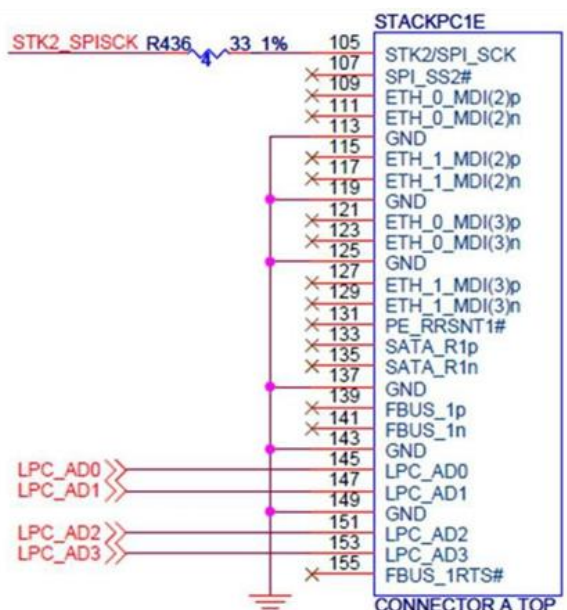 STACKPC1E
STK2_SPISCK R436 33 1% 105 STK2/SPI_SCK
4
107 SPI_SS2#
109 ETH_0_MDI(2)p
111 ETH_0_MDI(2)n
113 GND
115 ETH_1_MDI(2)p
117 ETH_1_MDI(2)n
119 GND
121 ETH_0_MDI(3)p
123 ETH_0_MDI(3)n
125 GND
127 ETH_1_MDI(3)p
129 ETH_1_MDI(3)n
131 PE_RRSNT1#
133 SATA_R1p
135 SATA_R1n
137 GND
139 FBUS_1p
141 FBUS_1n
143 GND
LPC_AD0 145 LPC_AD0
LPC_AD1 147 LPC_AD1
149 GND
LPC_AD2 151 LPC_AD2
LPC_AD3 153 LPC_AD3
155 FBUS_1RTS#
CONNECTOR A TOP